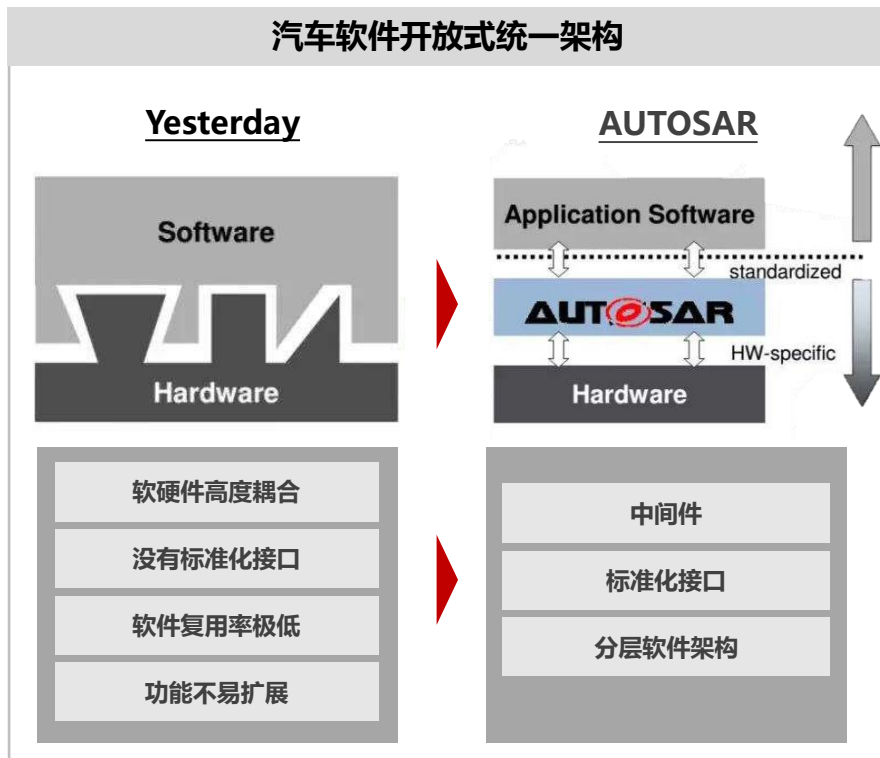 汽车软件开放式统一架构
Yesterday
AUTOSAR
Software
Hardware
Application Software
standardized
AUTOSAR
HW-specific
Hardware
软硬件高度耦合
没有标准化接口
软件复用率极低
功能不易扩展
中间件
标准化接口
分层软件架构